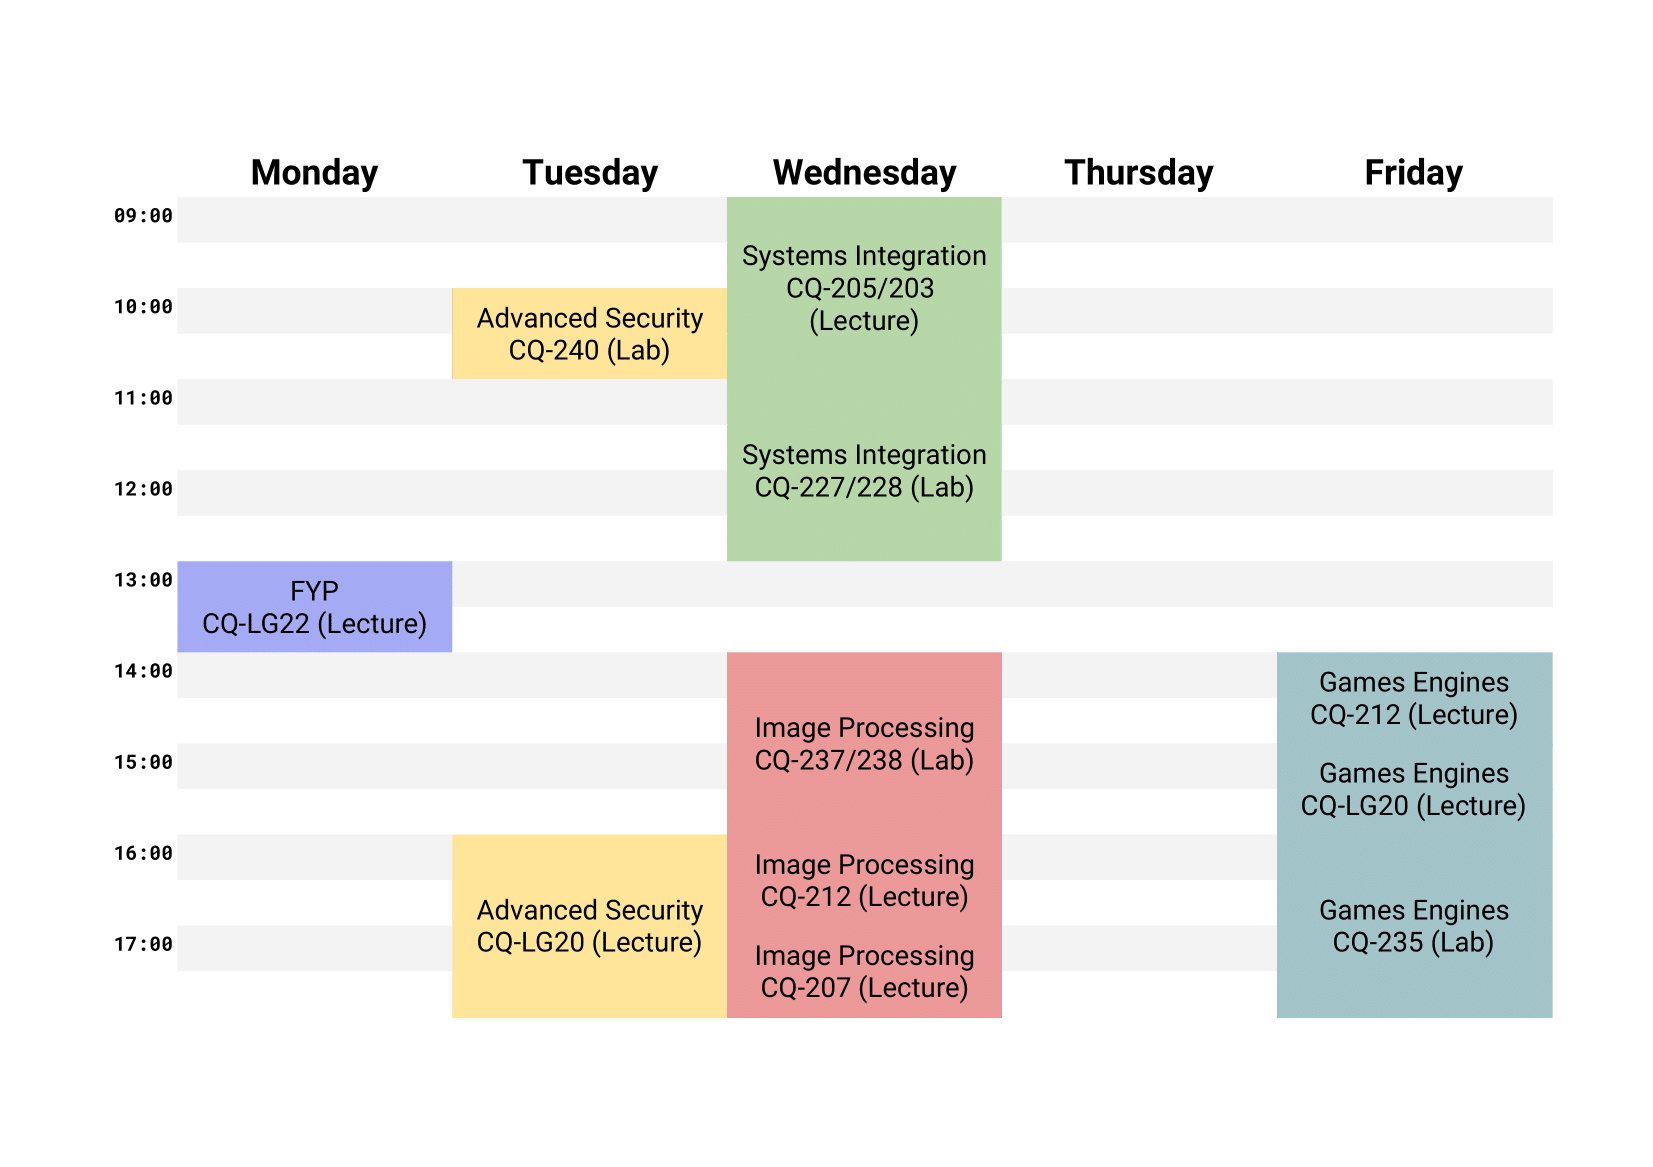 Monday Tuesday Wednesday Thursday Friday
09:00
Systems Integration
CQ-205/203
(Lecture)
10:00
Advanced Security
CQ-240 (Lab)
11:00
Systems Integration
CQ-227/228 (Lab)
12:00
13:00
FYP
CQ-LG22 (Lecture)
14:00
Image Processing
CQ-237/238 (Lab)
Games Engines
CQ-212 (Lecture)
15:00
Games Engines
CQ-LG20 (Lecture)
16:00
Advanced Security
CQ-LG20 (Lecture)
Image Processing
CQ-212 (Lecture)
Games Engines
CQ-235 (Lab)
17:00
Image Processing
CQ-207 (Lecture)